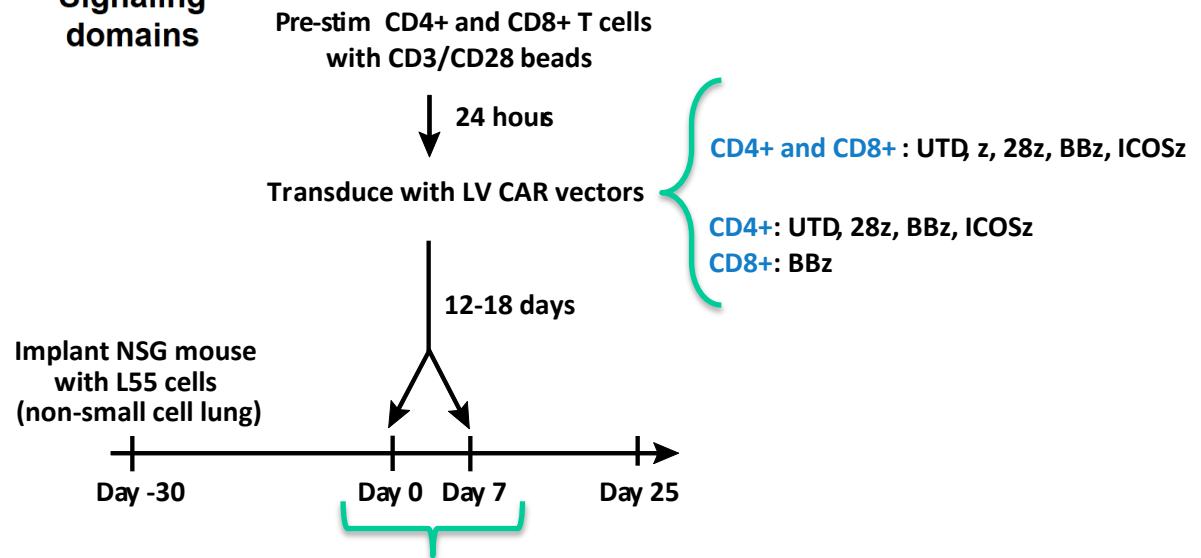 Signaling
domains
Pre-stim CD4+ and CD8+ T cells
with CD3/CD28 beads
24 hours
CD4+ and CD8+ : UTD, z, 28z, BBz, ICOSz
Transduce with LV CAR vectors
CD4+: UTD, 28z, BBz, ICOSz
CD8+: BBz
12-18 days
Implant NSG mouse
with L55 cells
(non-small cell lung)
Day -30
Day 0
Day 7
Day 25